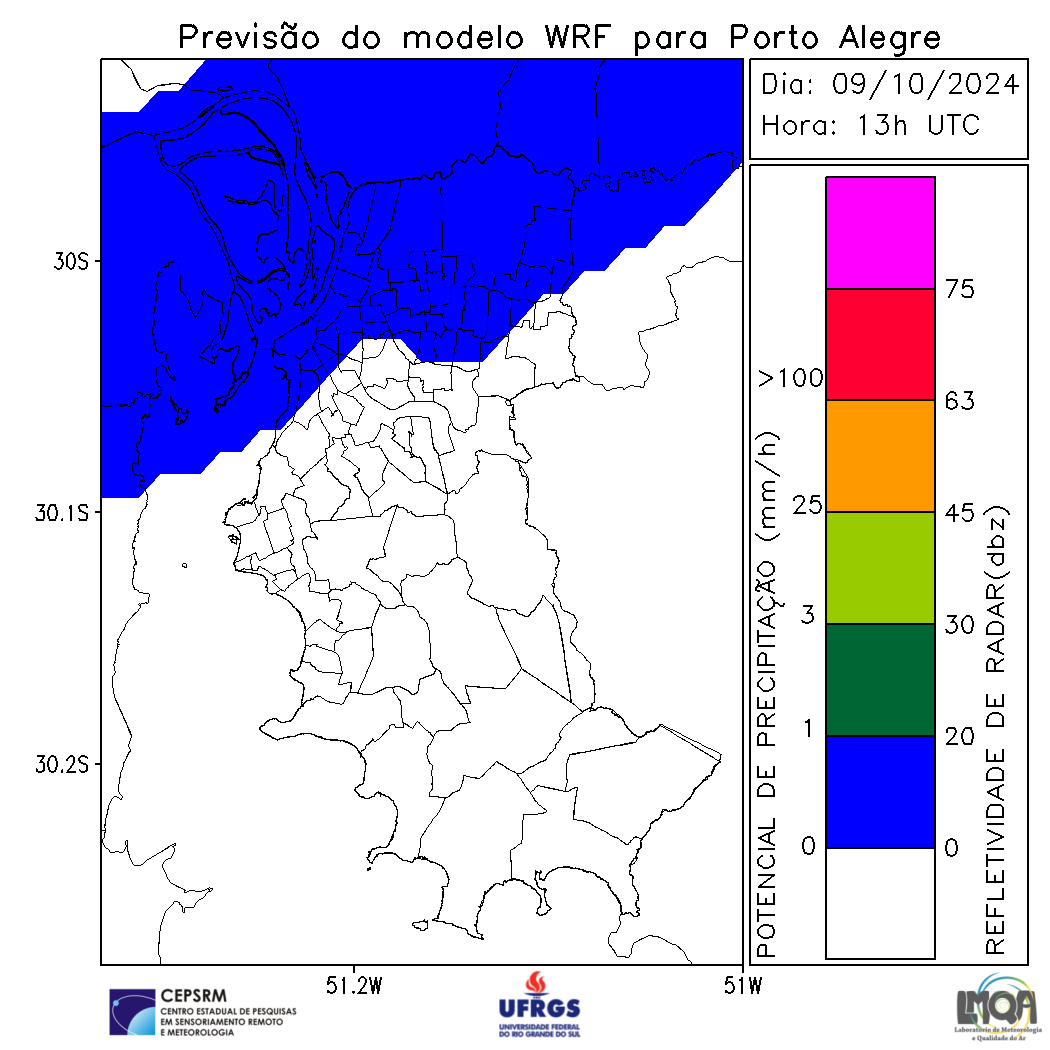 Previsão do modelo WRF para Porto Alegre
Dia: 09/10/2024
Hora: 13h UTC
30S
30.1S
30.2S
51.2W
51W
POTENCIAL DE PRECIPITAÇÃO (mm/h)
>100
25
3
1
0
75
63
45
30
20
0
REFLETIVIDADE DE RADAR(dbz)
CEPSRM
CENTRO ESTADUAL DE PESQUISAS
EM SENSORIAMENTO REMOTO
E METEOROLOGIA
UFRGS
UNIVERSIDADE FEDERAL
DO RIO GRANDE DO SUL
LMQA
Laboratório de Meteorologia
e Qualidade do Ar